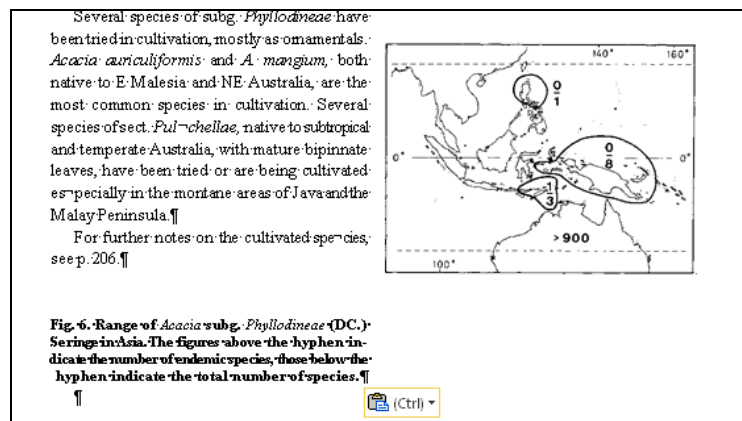 Several species of subg. Phyllodineae have
been tried in cultivation, mostly as ornamentals.
Acacia auriculiformis and A. mangium, both
native to E Malesia and NE Australia, are the
most common species in cultivation. Several
species of sect. Pul¬chellae, native to subtropical
and temperate Australia, with mature bipinnate
leaves, have been tried or are being cultivated
es¬pecially in the montane areas of Java and the
Malay Peninsula.¶
For further notes on the cultivated spe¬cies,
see p. 206.¶
140° 160°
0
1
0° 0 0°
8
1
3
>900
100°
Fig. 6. Range of Acacia subg. Phyllodineae (DC.)
Seringe in Asia. The figures above the hyphen in-
dicate the number of endemic species, those below the
hyphen indicate the total number of species.¶
¶
(Ctrl)